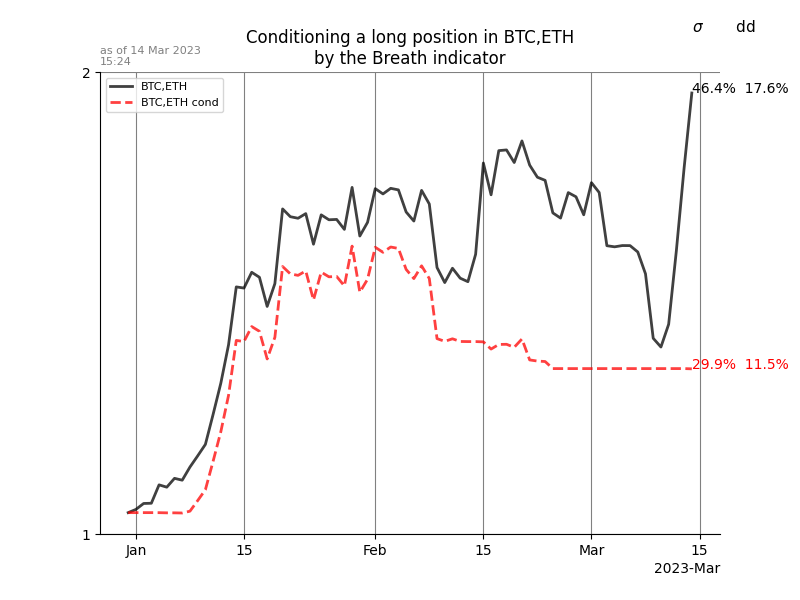 σ dd
Conditioning a long position in BTC,ETH
by the Breath indicator
as of 14 Mar 2023
15:24
2
BTC,ETH
BTC,ETH cond
46.4% 17.6%
29.9% 11.5%
1
Jan 15 Feb 15 Mar 15
2023-Mar